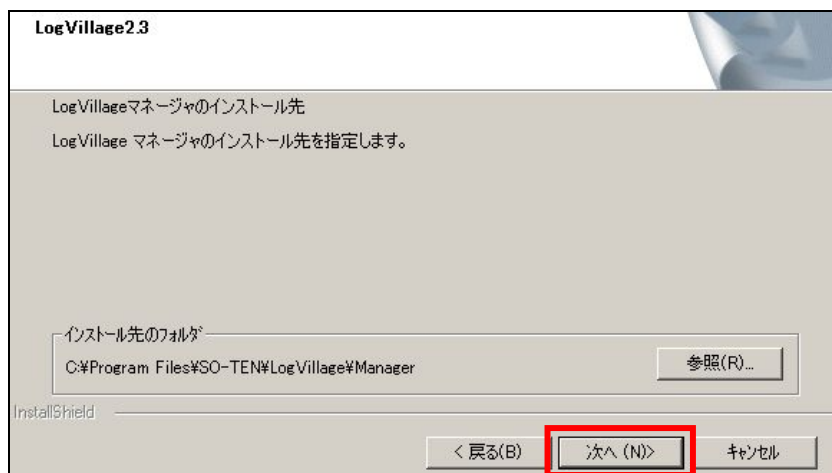 LogVillage2.3
LogVillageマネージャのインストール先
LogVillage マネージャのインストール先を指定します。
インストール先のフォルダ
C:¥Program Files¥SO-TEN¥LogVillage¥Manager
参照(R)...
InstallShield
< 戻る(B)
次へ (N)>
キャンセル